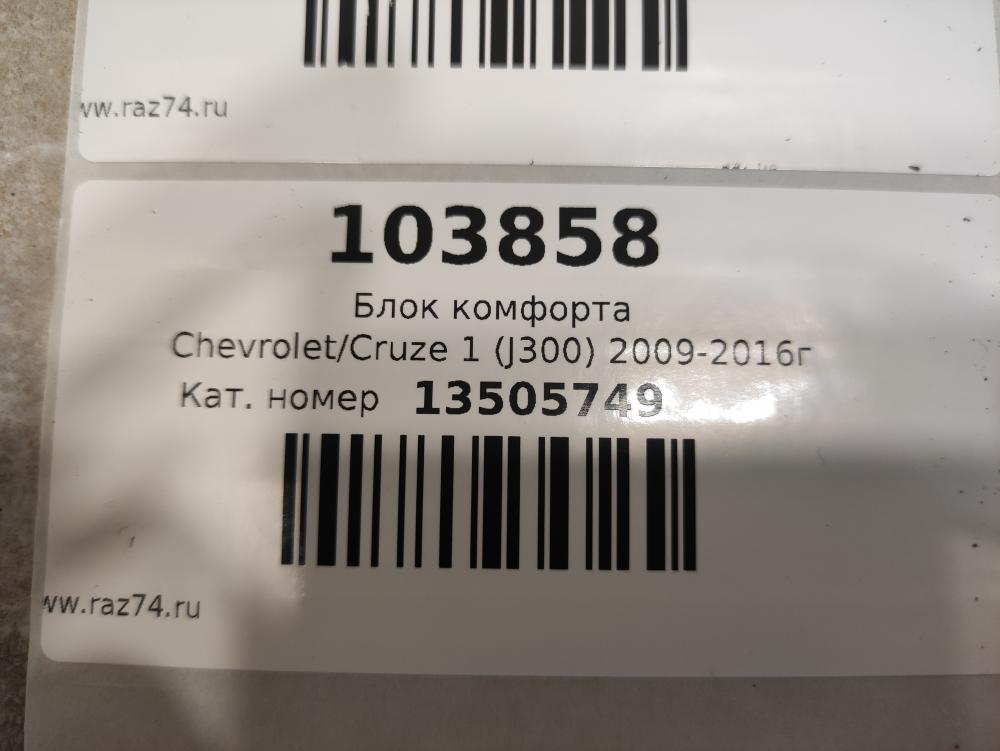 ww.raz74.ru
103858
Блок комфорта
Chevrolet/Cruze 1 (J300) 2009-2016г
Кат. номер 13505749
ww.raz74.ru